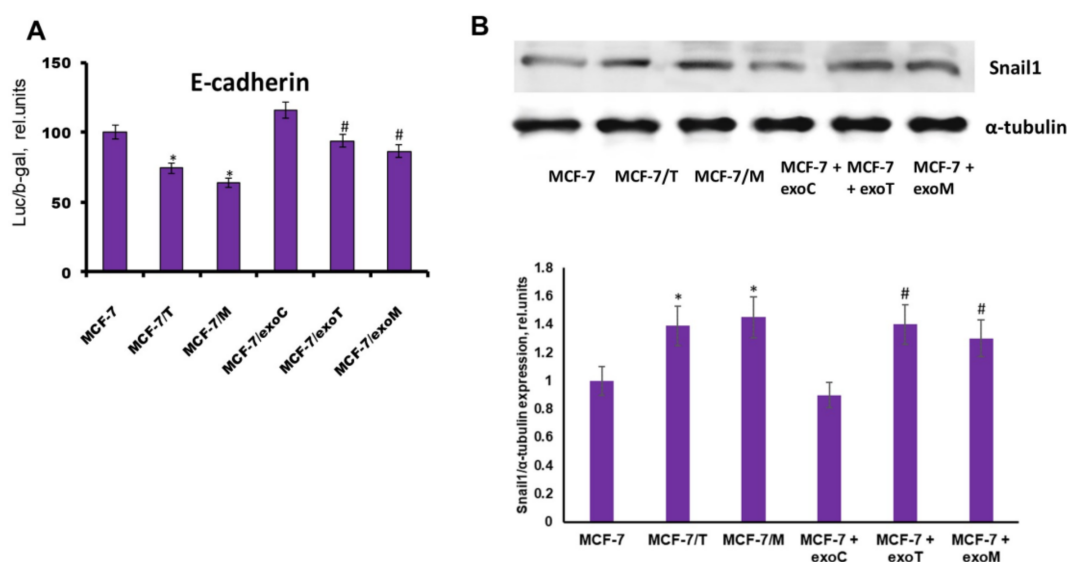 A
E-cadherin
Luc/b-gal, rel.units
150
100
50
0
*
*
#
#
MCF-7
MCF-7/T
MCF-7/M
MCF-7/exoC
MCF-7/exoT
MCF-7/exoM
B
Snail1
α-tubulin
MCF-7 MCF-7/T MCF-7/M MCF-7 + MCF-7 MCF-7 +
exoC + exoT exoM
Snail1/α-tubulin expression, rel.units
1.8
1.6
1.4
1.2
1
0.8
0.6
0.4
0.2
0
*
*
#
#
MCF-7 MCF-7/T MCF-7/M MCF-7 + MCF-7 + MCF-7 +
exoC exoT exoM